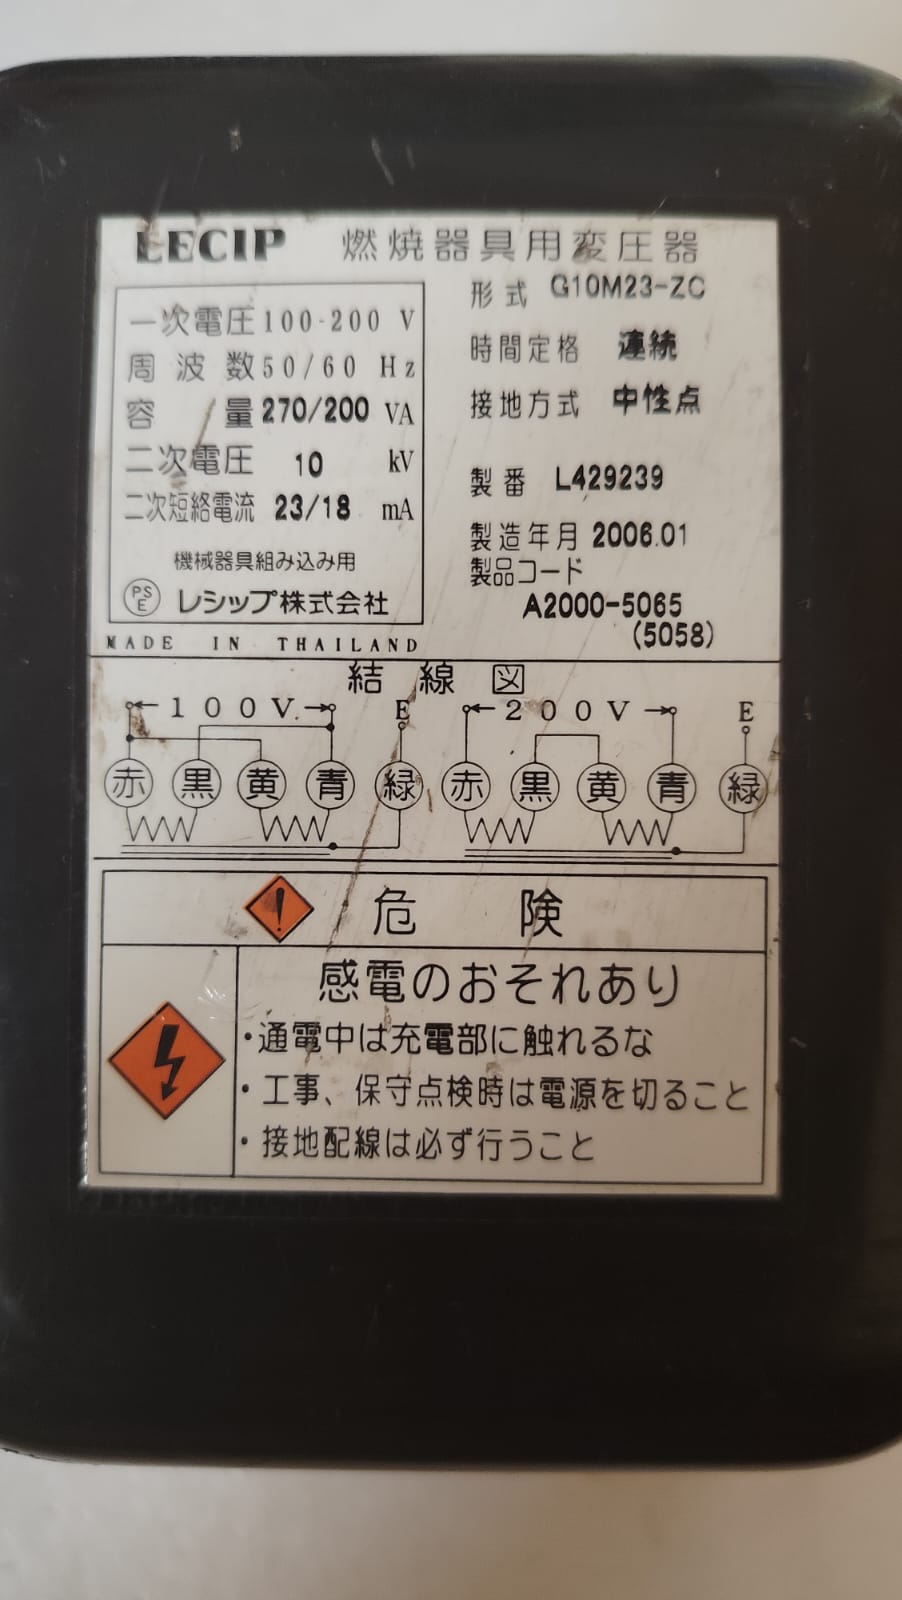 LECIP 燃焼器具用変圧器
一次電圧 100-200 V
周波数 50/60 Hz
容量 270/200 VA
二次電圧 10 kV
二次短絡電流 23/18 mA
機械器具組み込み用
PSE レシップ株式会社
MADE IN THAILAND
形式 G10M23-ZC
時間定格 連続
接地方式 中性点
製番 L429239
製造年月 2006.01
製品コード
A2000-5065
(5058)
結線図
100V E 200V E
赤 黒 黄 青 緑 赤 黒 黄 青 緑
危険
感電のおそれあり
・通電中は充電部に触れるな
・工事、保守点検時は電源を切ること
・接地配線は必ず行うこと